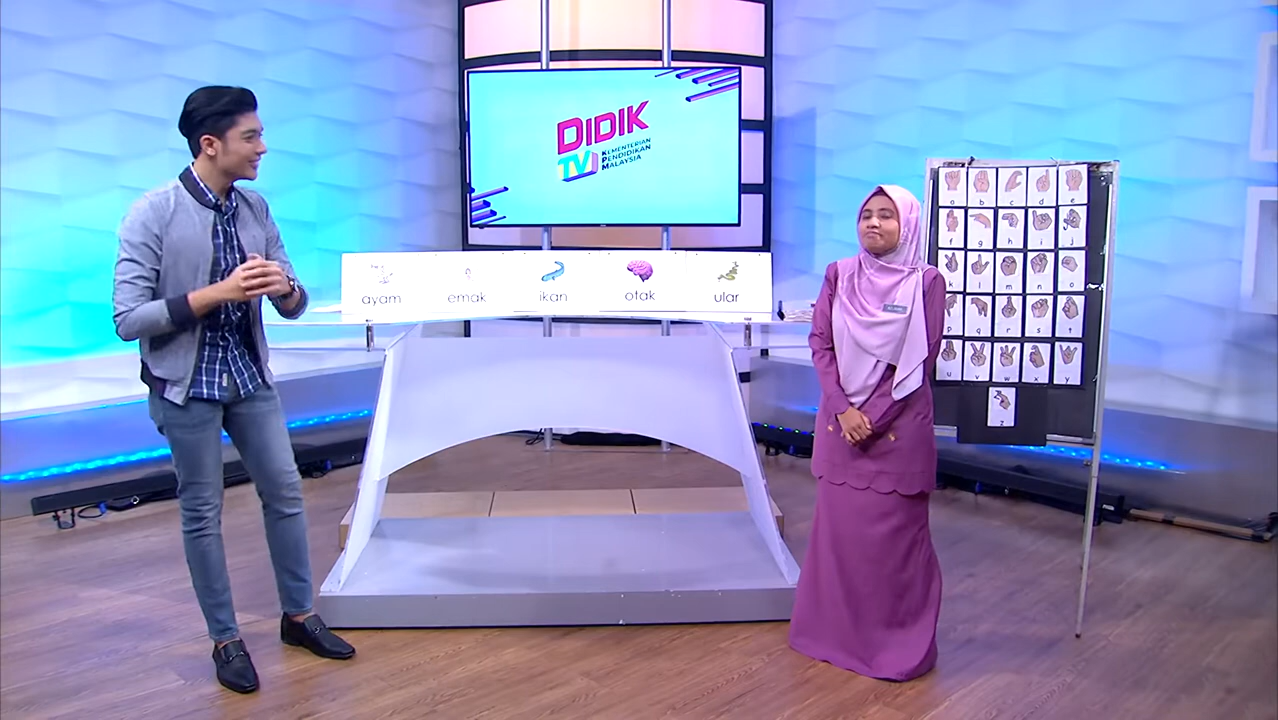 DIDIK
TV
KEMENTERIAN
PENDIDIKAN
MALAYSIA
ayam
emak
ikan
otak
ular
a b c d e
f g h i j
k l m n o
p q r s t
u v w x y
z